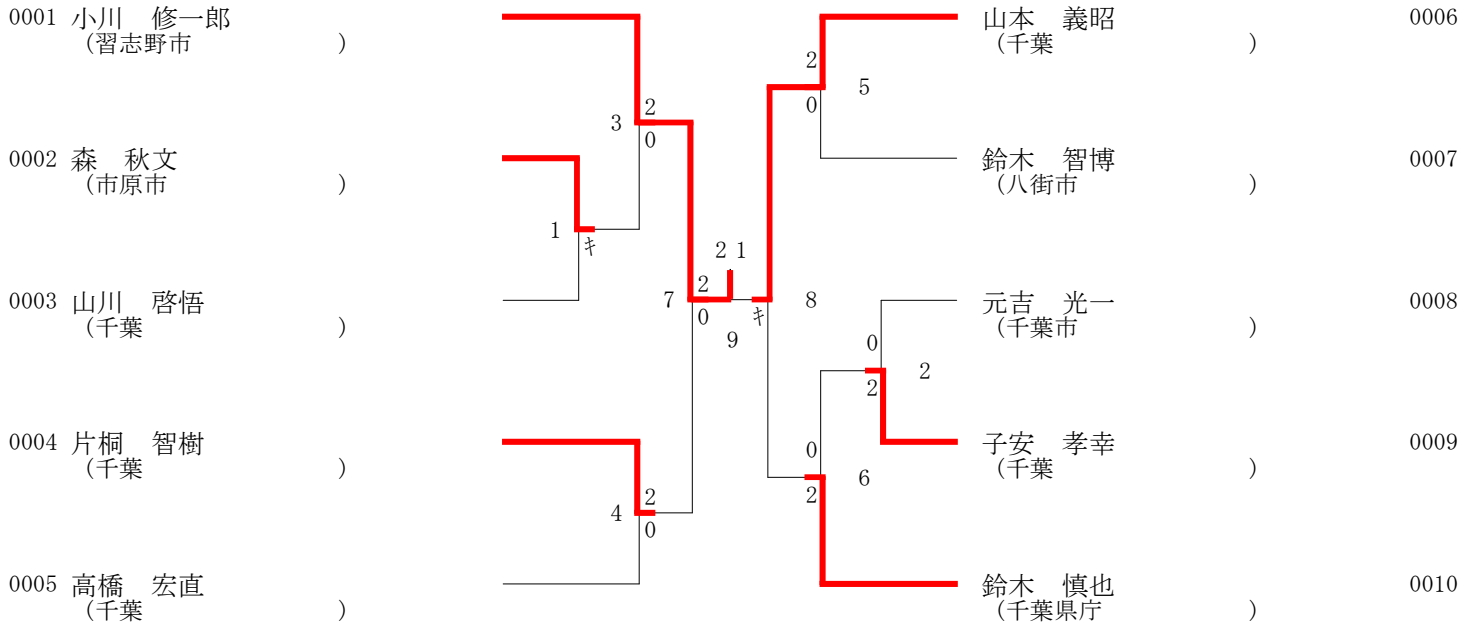 0001 小川　修一郎
(習志野市　　　　　　　)
0002 森　秋文
(市原市　　　　　　　　)
0003 山川　啓悟
(千葉　　　　　　　　　)
0004 片桐　智樹
(千葉　　　　　　　　　)
0005 高橋　宏直
(千葉　　　　　　　　　)
3
2
0
1
ｷ
4
2
0
7
2
0
2 1
9
ｷ
8
2
0
5
0
2
2
0
2
6
山本　義昭 0006
(千葉　　　　　　　　　)
鈴木　智博 0007
(八街市　　　　　　　　)
元吉　光一 0008
(千葉市　　　　　　　　)
子安　孝幸 0009
(千葉　　　　　　　　　)
鈴木　慎也 0010
(千葉県庁　　　　　　　)